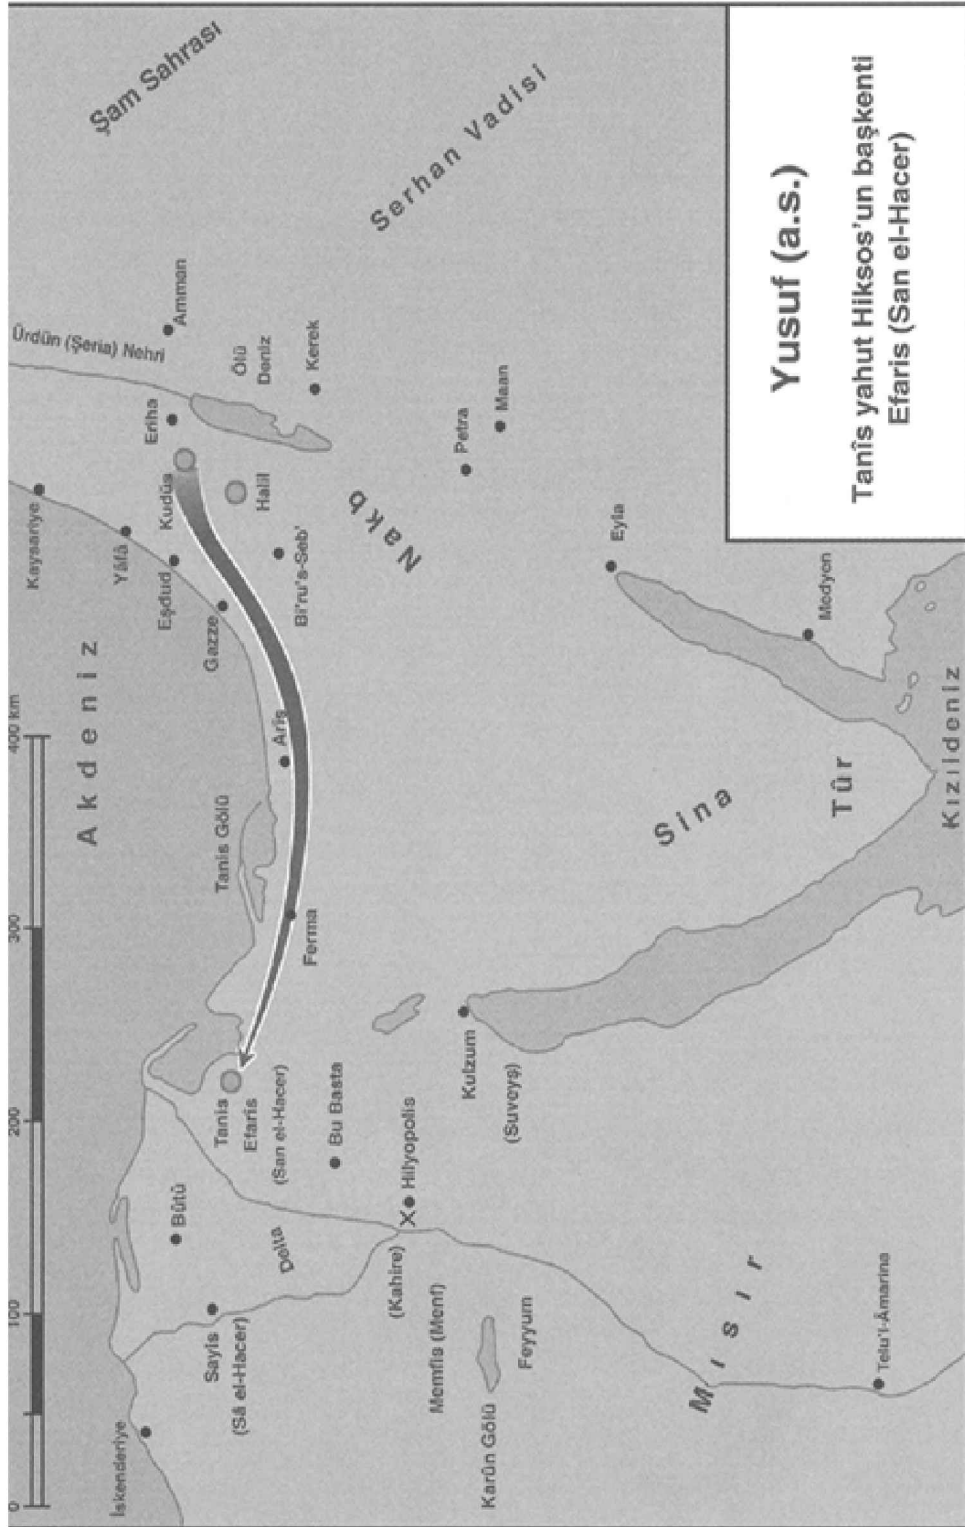 Yusuf (a.s.)
Tanîs yahut Hiksos'un başkenti
Efaris (San el-Hacer)
0
100
200
300
400 km
Akdeniz
İskenderiye
Bûtû
Sayis
(Sâ el-Hacer)
Delta
Tanis
Efaris
(San el-Hacer)
Bu Basta
Hilyopolis
X
(Kahire)
Memfis (Menf)
Feyyum
Karûn Gölü
Mısır
Telu'l-Âmarina
Kulzum
(Suveyş)
Ferma
Tanis Gölü
Ariş
Gazze
Eşdud
Yâfâ
Kaysariye
Kudüs
Eriha
Halil
Bi'ru's-Seb'
Ürdün (Şeria) Nehri
Amman
Ölü
Deniz
Kerek
Şam Sahrası
Serhan Vadisi
Nakb
Petra
Maan
Eyla
Medyen
Sina
Tûr
Kızıldeniz